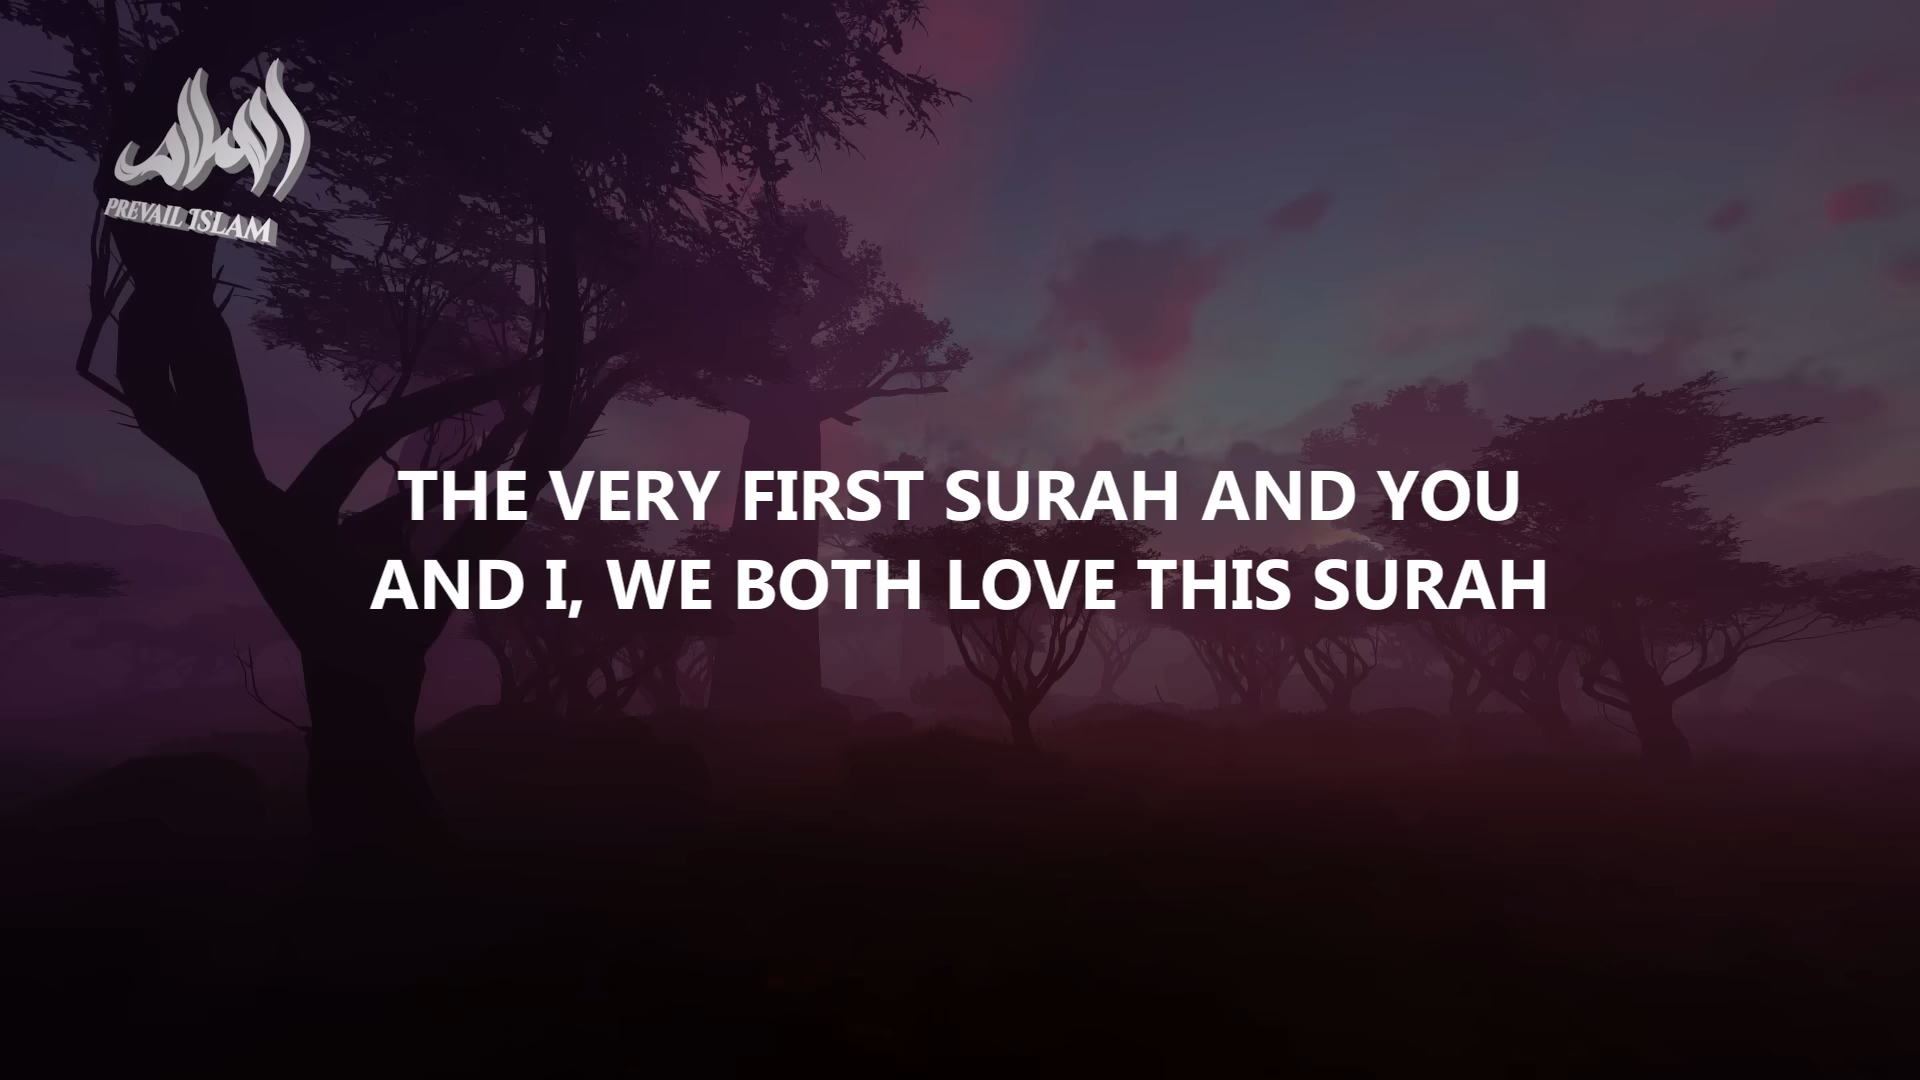 PREVAIL ISLAM
THE VERY FIRST SURAH AND YOU
AND I, WE BOTH LOVE THIS SURAH